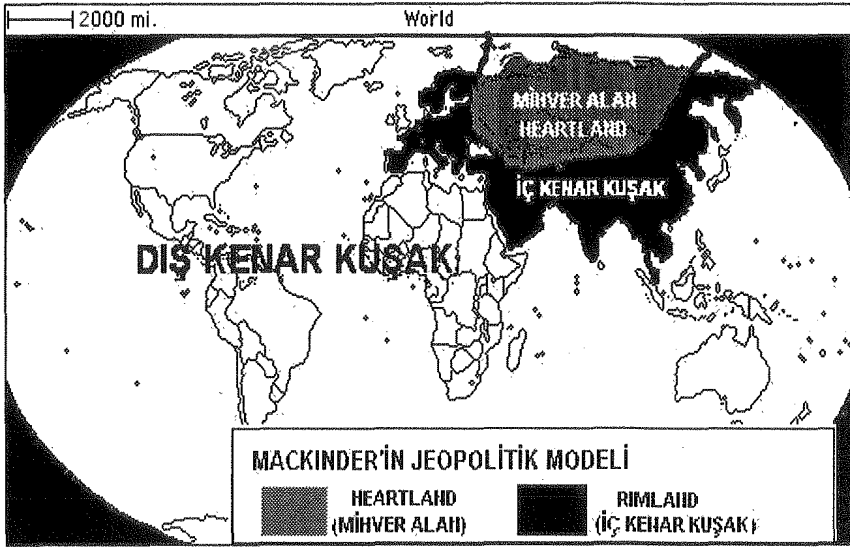 2000 mi.
World
MİHVER ALAN
HEARTLAND
İÇ KENAR KUŞAK
DIŞ KENAR KUŞAK
MACKINDER'İN JEOPOLİTİK MODELİ
HEARTLAND
(MİHVER ALAN)
RIMLAND
(İÇ KENAR KUŞAK)